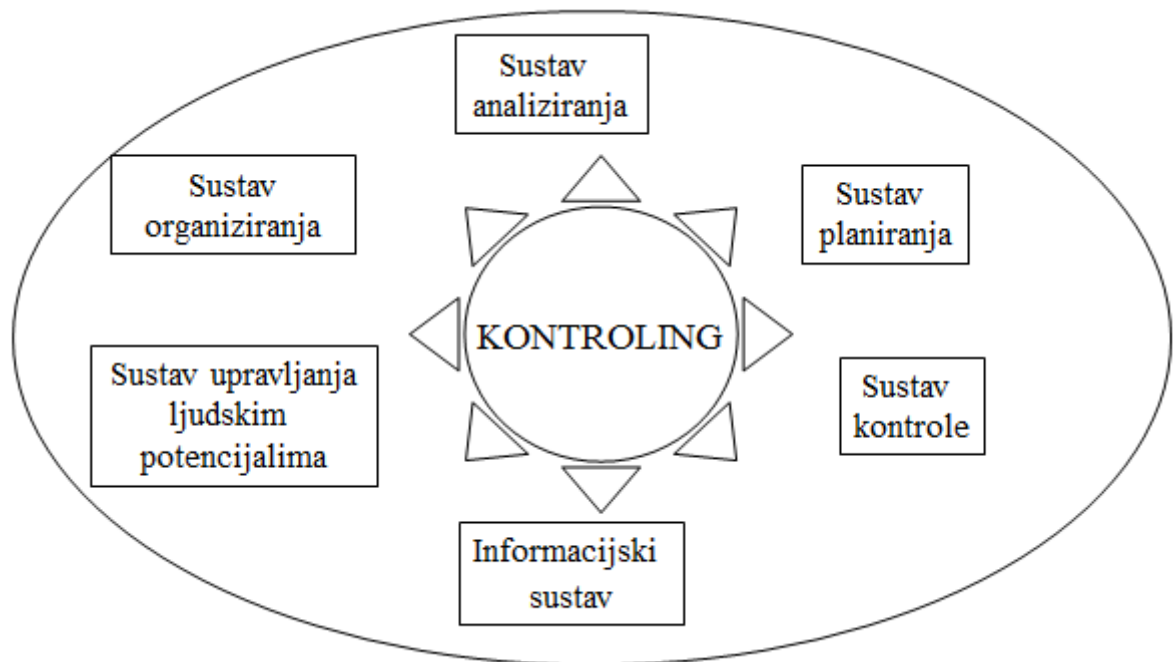 Sustav
analiziranja
Sustav
organiziranja
Sustav
planiranja
KONTROLING
Sustav upravljanja
ljudskim
potencijalima
Sustav
kontrole
Informacijski
sustav